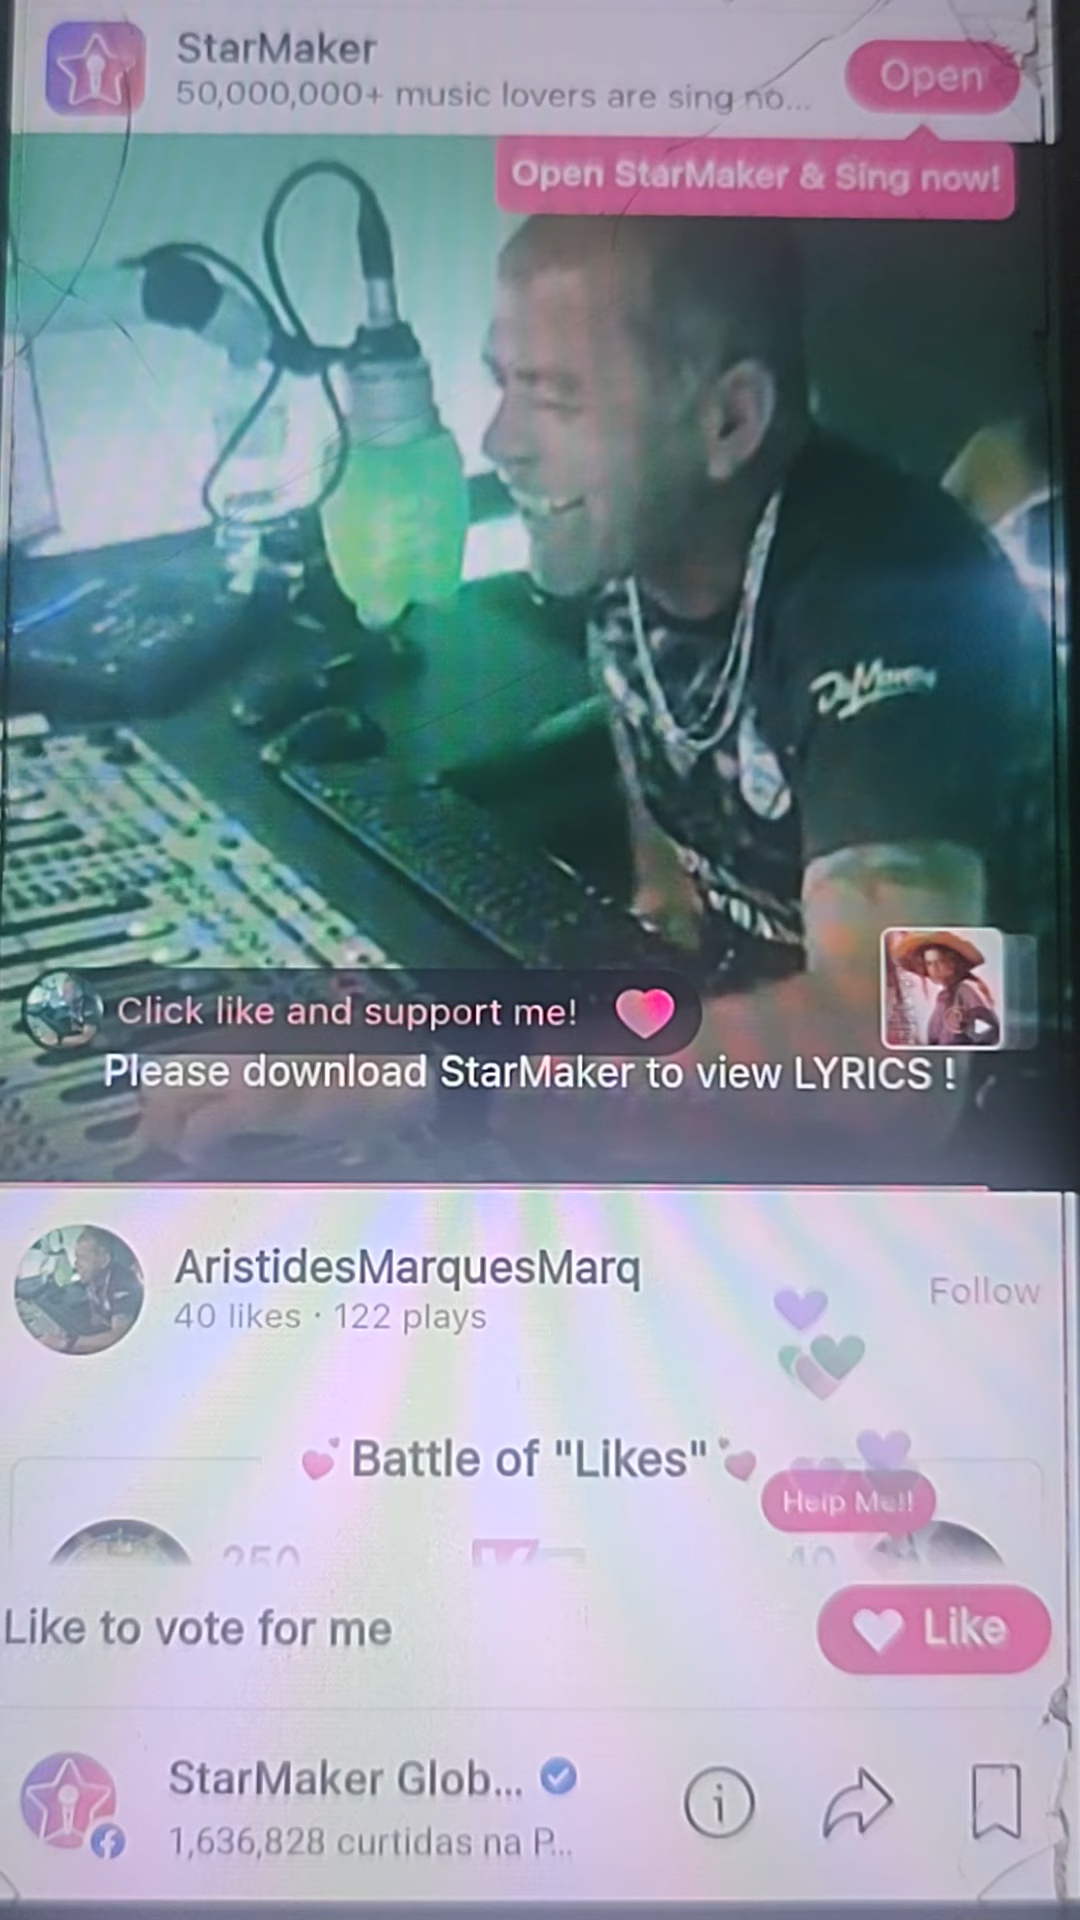 StarMaker
50,000,000+ music lovers are sing no...
Open
Open StarMaker & Sing now!
Click like and support me!
Please download StarMaker to view LYRICS !
AristidesMarquesMarq
40 likes · 122 plays
Follow
Battle of "Likes"
Help Me!!
250
40
Like to vote for me
Like
StarMaker Glob...
1,636,828 curtidas na P...